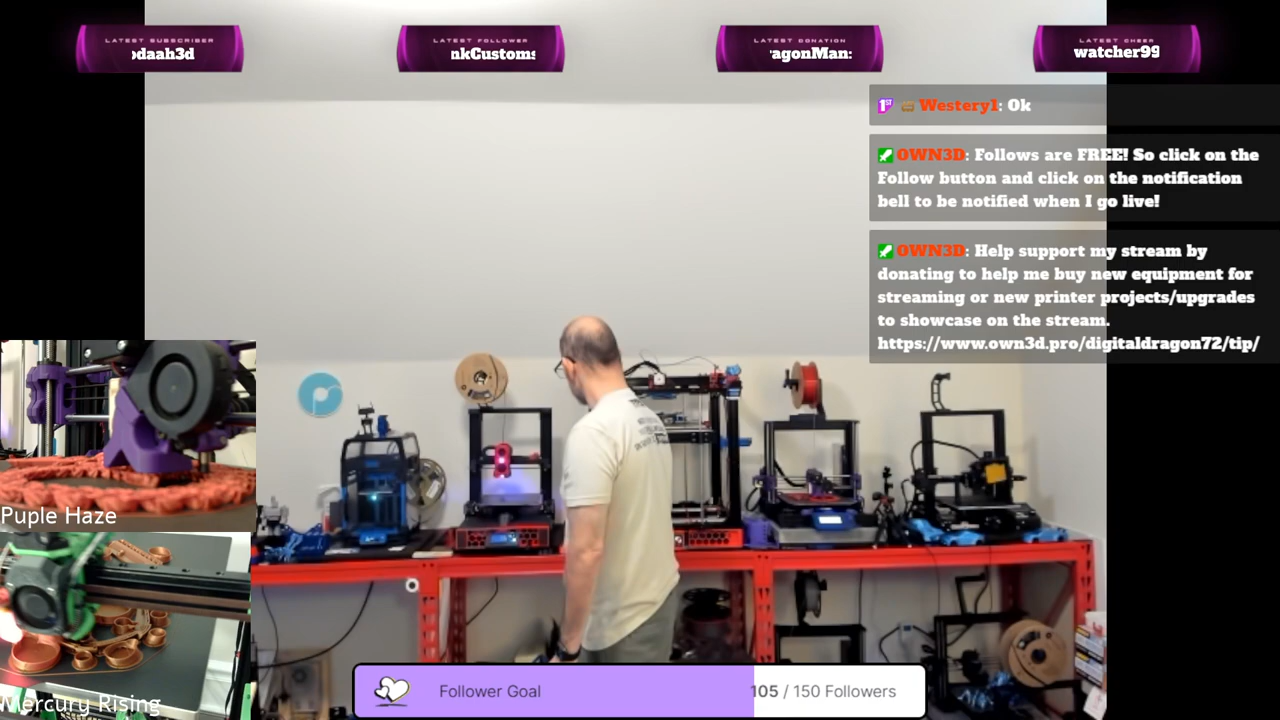 LATEST SUBSCRIBER
odaah3d
LATEST FOLLOWER
nkCustoms
LATEST DONATION
agonMan:
LATEST CHEER
watcher99
1ST Westery1: Ok
OWN3D: Follows are FREE! So click on the
Follow button and click on the notification
bell to be notified when I go live!
OWN3D: Help support my stream by
donating to help me buy new equipment for
streaming or new printer projects/upgrades
to showcase on the stream.
https://www.own3d.pro/digitaldragon72/tip/
Puple Haze
Mercury Rising
Follower Goal
105 / 150 Followers